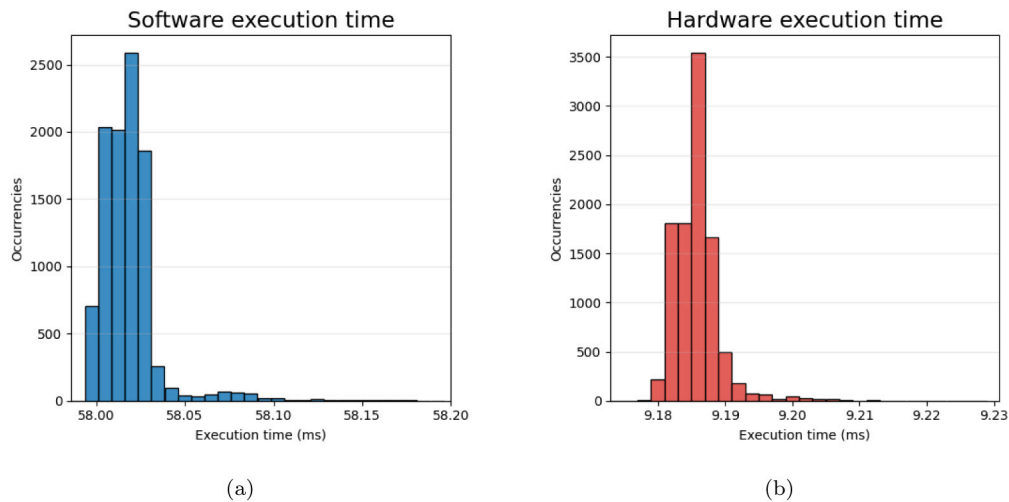 Software execution time
Occurrencies
2500
2000
1500
1000
500
0
58.00 58.05 58.10 58.15 58.20
Execution time (ms)
(a)
Hardware execution time
Occurrencies
3500
3000
2500
2000
1500
1000
500
0
9.18 9.19 9.20 9.21 9.22 9.23
Execution time (ms)
(b)